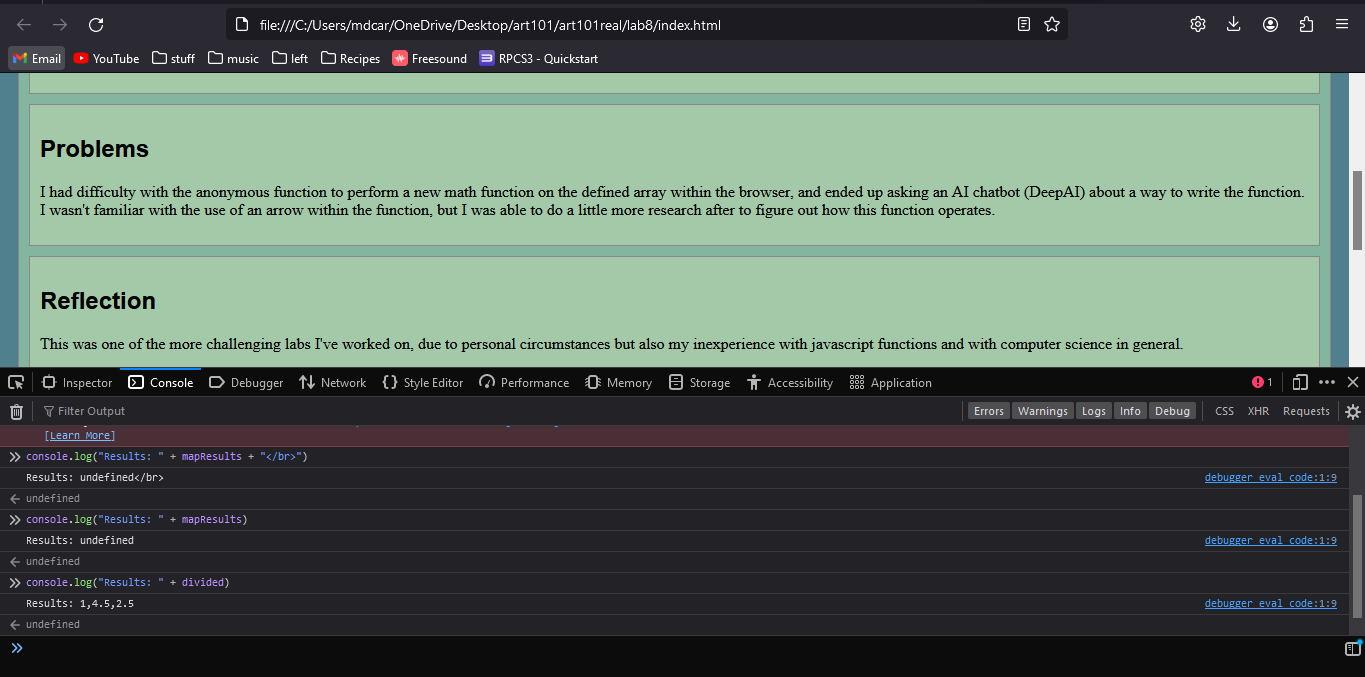 file:///C:/Users/mdcar/OneDrive/Desktop/art101/art101real/lab8/index.html
Email YouTube stuff music left Recipes Freesound RPCS3 - Quickstart
Problems
I had difficulty with the anonymous function to perform a new math function on the defined array within the browser, and ended up asking an AI chatbot (DeepAI) about a way to write the function.
I wasn't familiar with the use of an arrow within the function, but I was able to do a little more research after to figure out how this function operates.
Reflection
This was one of the more challenging labs I've worked on, due to personal circumstances but also my inexperience with javascript functions and with computer science in general.
Inspector Console Debugger Network {} Style Editor Performance Memory Storage Accessibility Application 1
Filter Output Errors Warnings Logs Info Debug CSS XHR Requests
[Learn More]
console.log("Results: " + mapResults + "</br>")
Results: undefined</br> debugger eval code:1:9
undefined
console.log("Results: " + mapResults)
Results: undefined debugger eval code:1:9
undefined
console.log("Results: " + divided)
Results: 1,4.5,2.5 debugger eval code:1:9
undefined